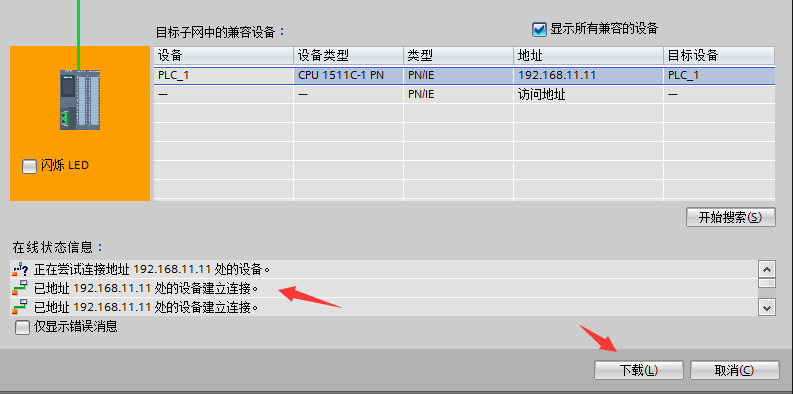 目标子网中的兼容设备：
显示所有兼容的设备
设备 设备类型 类型 地址 目标设备
PLC_1 CPU 1511C-1 PN PN/IE 192.168.11.11 PLC_1
— — PN/IE 访问地址 —
闪烁 LED
开始搜索(S)
在线状态信息：
正在尝试连接地址 192.168.11.11 处的设备。
已地址 192.168.11.11 处的设备建立连接。
已地址 192.168.11.11 处的设备建立连接。
仅显示错误消息
下载(L) 取消(C)